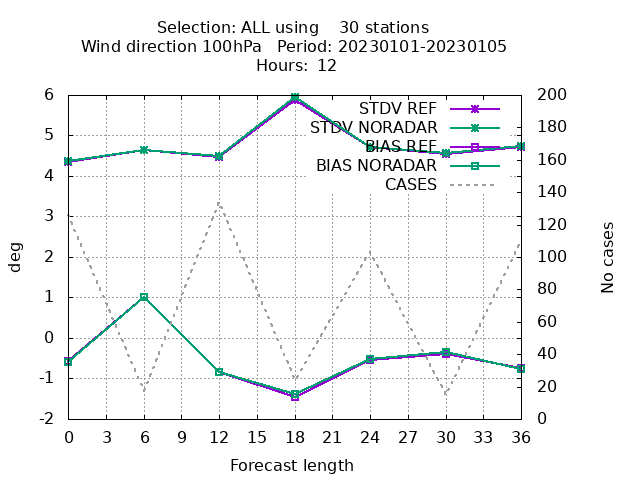 Selection: ALL using    30 stations
Wind direction 100hPa   Period: 20230101-20230105
Hours: 12
STDV REF
STDV NORADAR
BIAS REF
BIAS NORADAR
CASES
6
5
4
3
2
1
0
-1
-2
deg
200
180
160
140
120
100
80
60
40
20
0
No cases
0 3 6 9 12 15 18 21 24 27 30 33 36
Forecast length